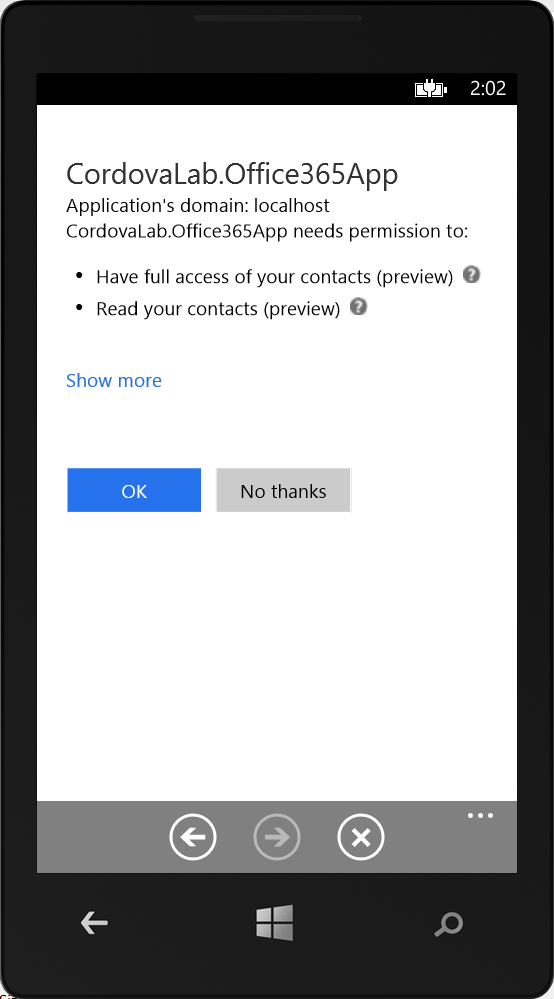 2:02
CordovaLab.Office365App
Application's domain: localhost
CordovaLab.Office365App needs permission to:
• Have full access of your contacts (preview) ?
• Read your contacts (preview) ?
Show more
OK No thanks